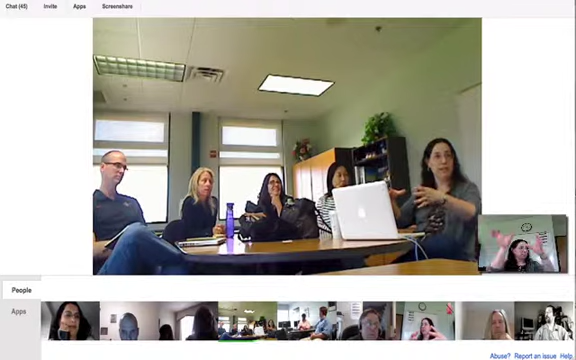 Chat (45) Invite Apps Screenshare
People
Apps
Abuse? Report an issue Help